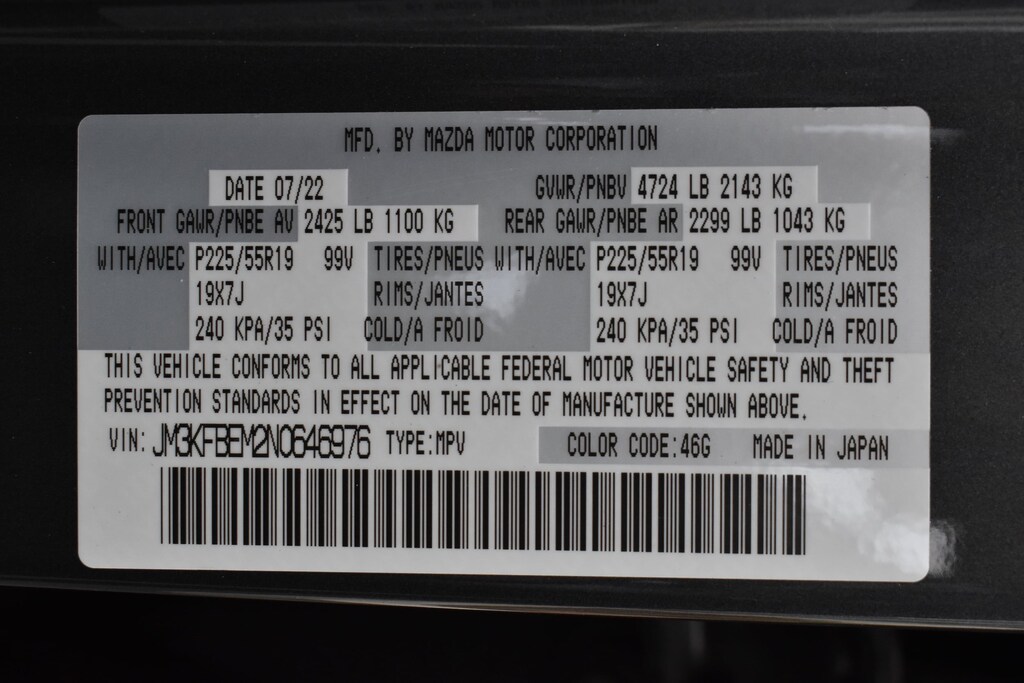 MFD. BY MAZDA MOTOR CORPORATION
DATE 07/22 GVWR/PNBV 4724 LB 2143 KG
FRONT GAWR/PNBE AV 2425 LB 1100 KG REAR GAWR/PNBE AR 2299 LB 1043 KG
WITH/AVEC P225/55R19 99V TIRES/PNEUS WITH/AVEC P225/55R19 99V TIRES/PNEUS
19X7J RIMS/JANTES 19X7J RIMS/JANTES
240 KPA/35 PSI COLD/A FROID 240 KPA/35 PSI COLD/A FROID
THIS VEHICLE CONFORMS TO ALL APPLICABLE FEDERAL MOTOR VEHICLE SAFETY AND THEFT
PREVENTION STANDARDS IN EFFECT ON THE DATE OF MANUFACTURE SHOWN ABOVE.
VIN: JM3KFBEM2N0646976 TYPE:MPV COLOR CODE:46G MADE IN JAPAN